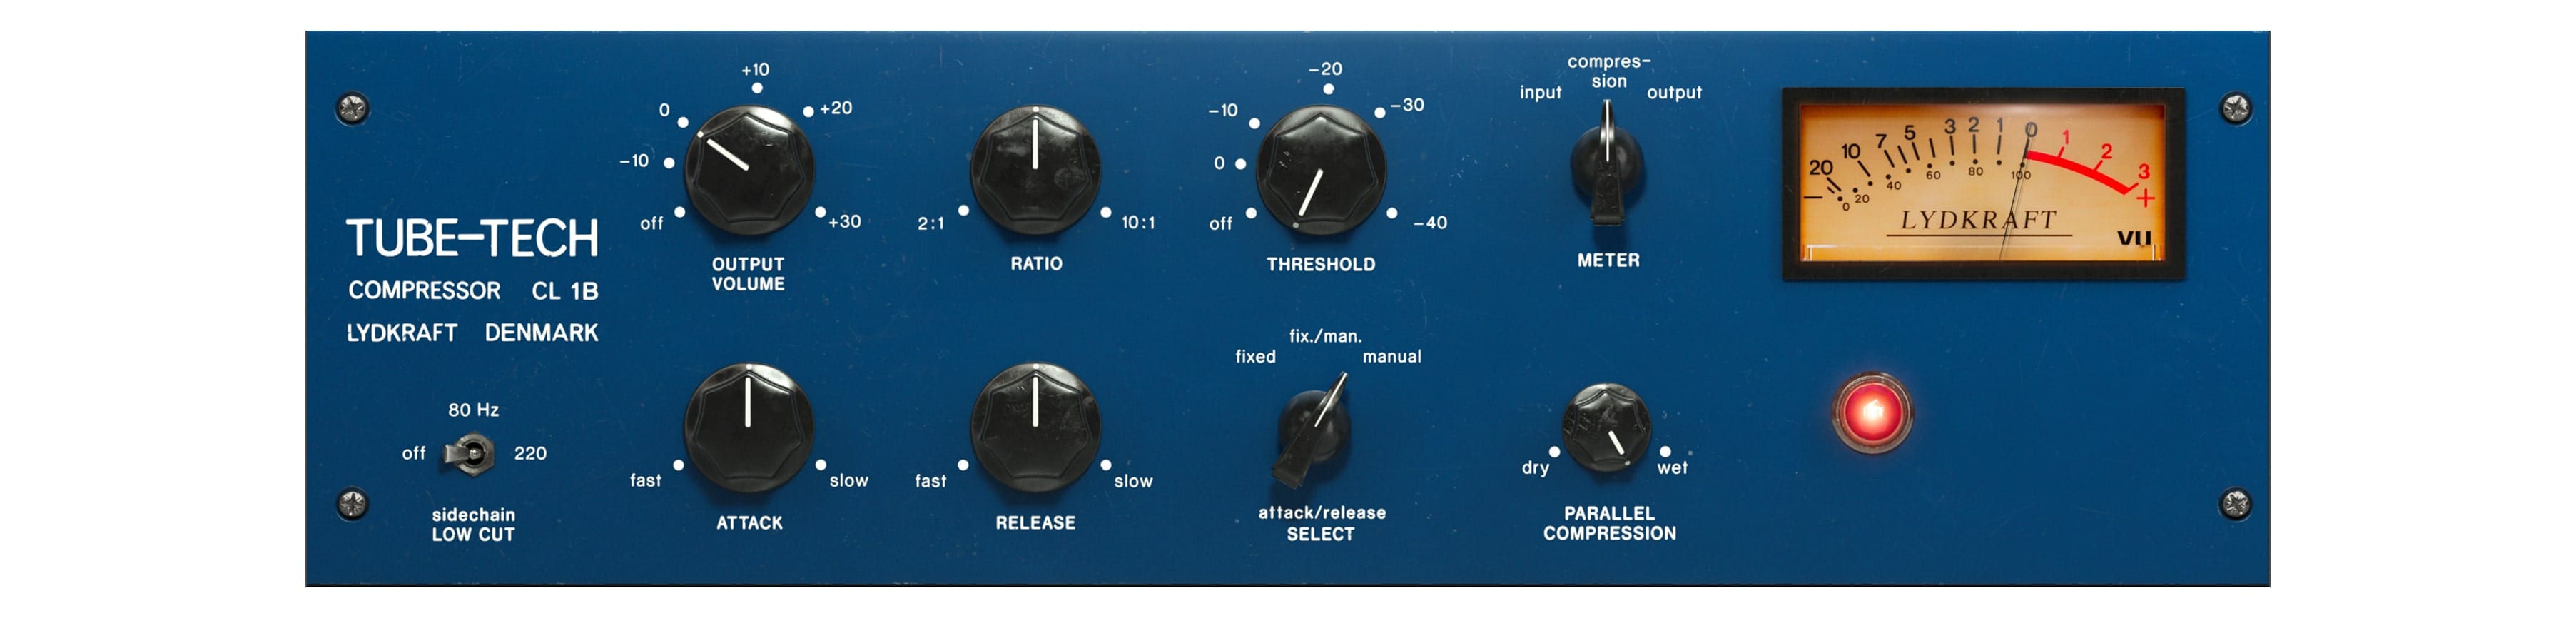 TUBE-TECH
COMPRESSOR CL 1B
LYDKRAFT DENMARK
off 80 Hz 220
sidechain
LOW CUT
off -10 0 +10 +20 +30
OUTPUT
VOLUME
2:1 10:1
RATIO
off 0 -10 -20 -30 -40
THRESHOLD
input compres-
sion output
METER
20 10 7 5 3 2 1 0 1 2 3
- 0 20 40 60 80 100 +
LYDKRAFT
VU
fast slow
ATTACK
fast slow
RELEASE
fixed fix./man. manual
attack/release
SELECT
dry wet
PARALLEL
COMPRESSION